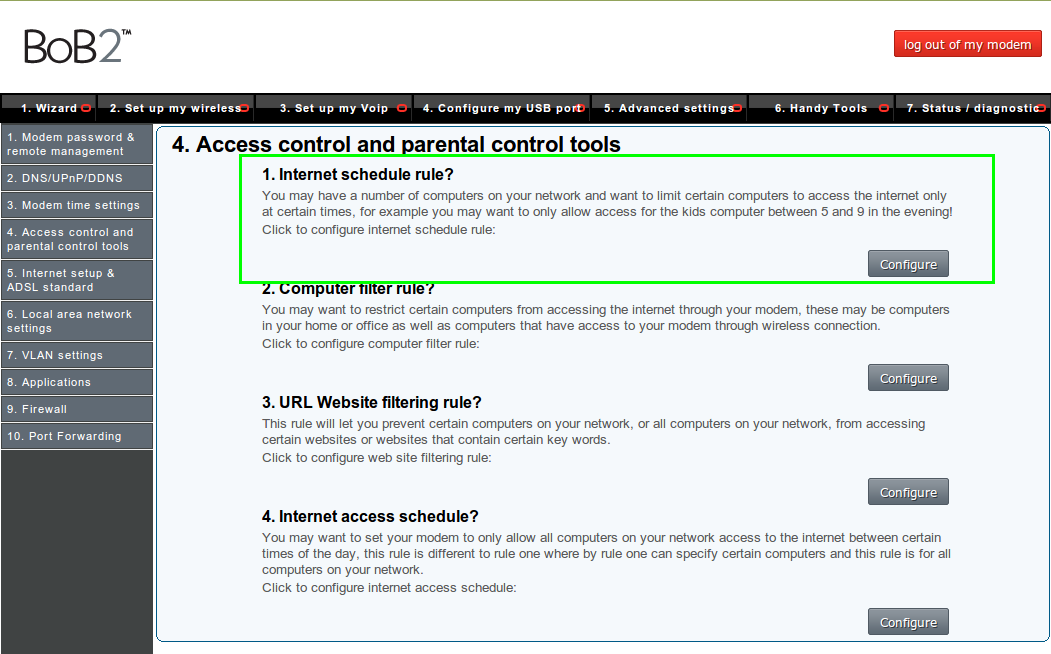 BoB2™
log out of my modem
1. Wizard
2. Set up my wireless
3. Set up my Voip
4. Configure my USB port
5. Advanced settings
6. Handy Tools
7. Status / diagnostic
1. Modem password &
remote management
2. DNS/UPnP/DDNS
3. Modem time settings
4. Access control and
parental control tools
5. Internet setup &
ADSL standard
6. Local area network
settings
7. VLAN settings
8. Applications
9. Firewall
10. Port Forwarding
4. Access control and parental control tools
1. Internet schedule rule?
You may have a number of computers on your network and want to limit certain computers to access the internet only
at certain times, for example you may want to only allow access for the kids computer between 5 and 9 in the evening!
Click to configure internet schedule rule:
Configure
2. Computer filter rule?
You may want to restrict certain computers from accessing the internet through your modem, these may be computers
in your home or office as well as computers that have access to your modem through wireless connection.
Click to configure computer filter rule:
Configure
3. URL Website filtering rule?
This rule will let you prevent certain computers on your network, or all computers on your network, from accessing
certain websites or websites that contain certain key words.
Click to configure web site filtering rule:
Configure
4. Internet access schedule?
You may want to set your modem to only allow all computers on your network access to the internet between certain
times of the day, this rule is different to rule one where by rule one can specify certain computers and this rule is for all
computers on your network.
Click to configure internet access schedule:
Configure